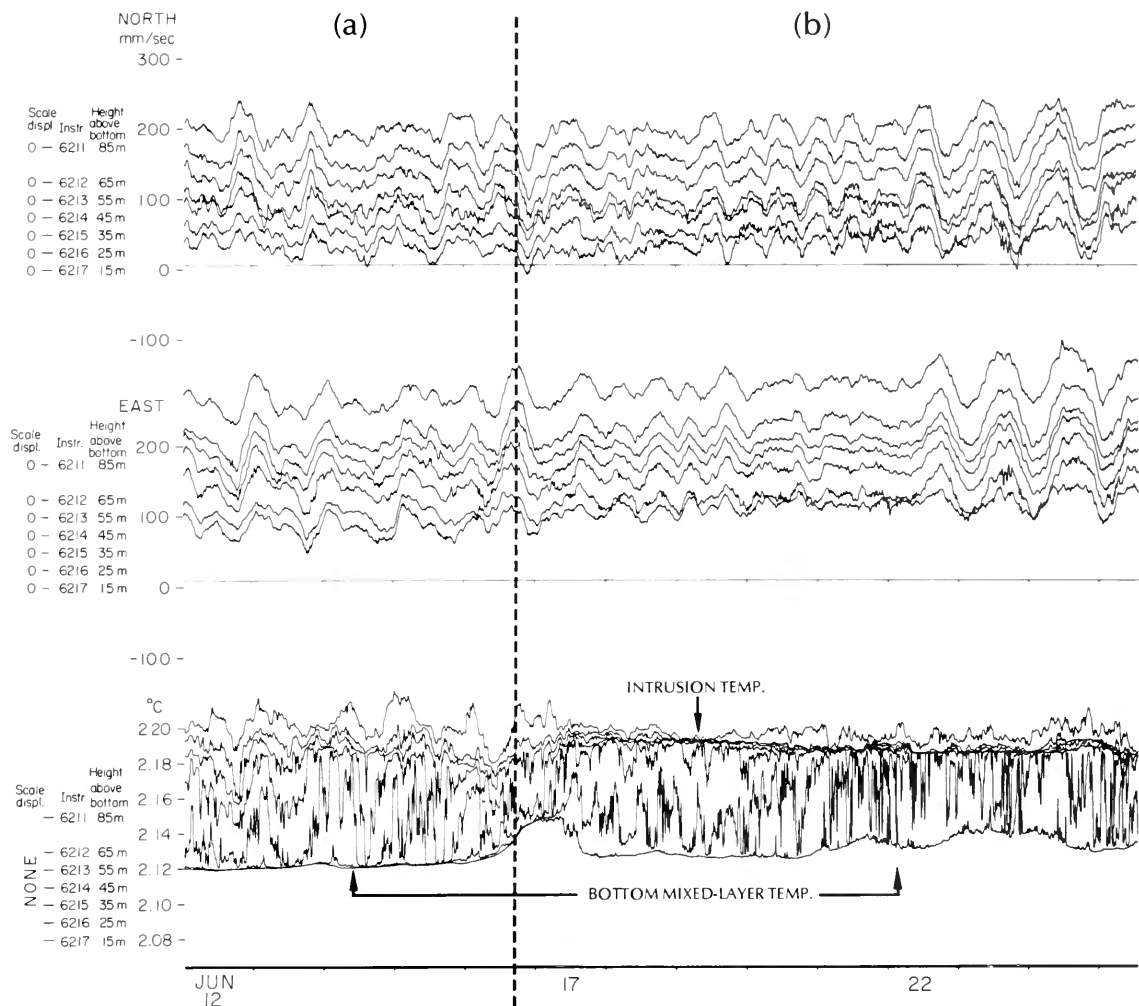 NORTH
(a)
(b)
mm/sec
300 -
Scale displ. Instr. Height above bottom
200 -
0 - 6211 85m
0 - 6212 65m
0 - 6213 55m
100 -
0 - 6214 45m
0 - 6215 35m
0 - 6216 25m
0 - 6217 15m
0 -
-100 -
EAST
Scale displ. Instr. Height above bottom
200 -
0 - 6211 85m
0 - 6212 65m
0 - 6213 55m
100 -
0 - 6214 45m
0 - 6215 35m
0 - 6216 25m
0 - 6217 15m
0 -
-100 -
INTRUSION TEMP.
°C
2.20
2.18
Scale displ. Instr. Height above bottom
2.16
- 6211 85m
2.14
- 6212 65m
- 6213 55m
2.12
NONE
- 6214 45m
BOTTOM MIXED-LAYER TEMP.
- 6215 35m
2.10
- 6216 25m
- 6217 15m
2.08
JUN
12
17
22